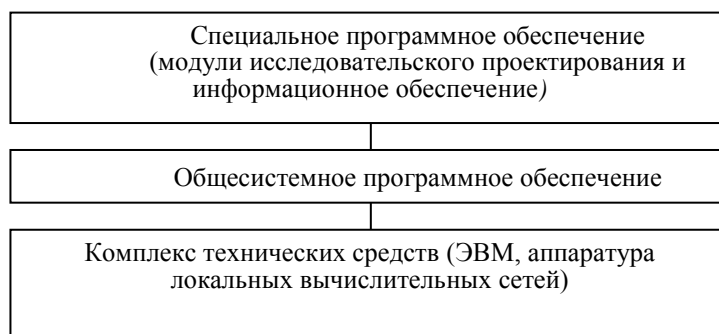 Специальное программное обеспечение
(модули исследовательского проектирования и
информационное обеспечение)
Общесистемное программное обеспечение
Комплекс технических средств (ЭВМ, аппаратура
локальных вычислительных сетей)